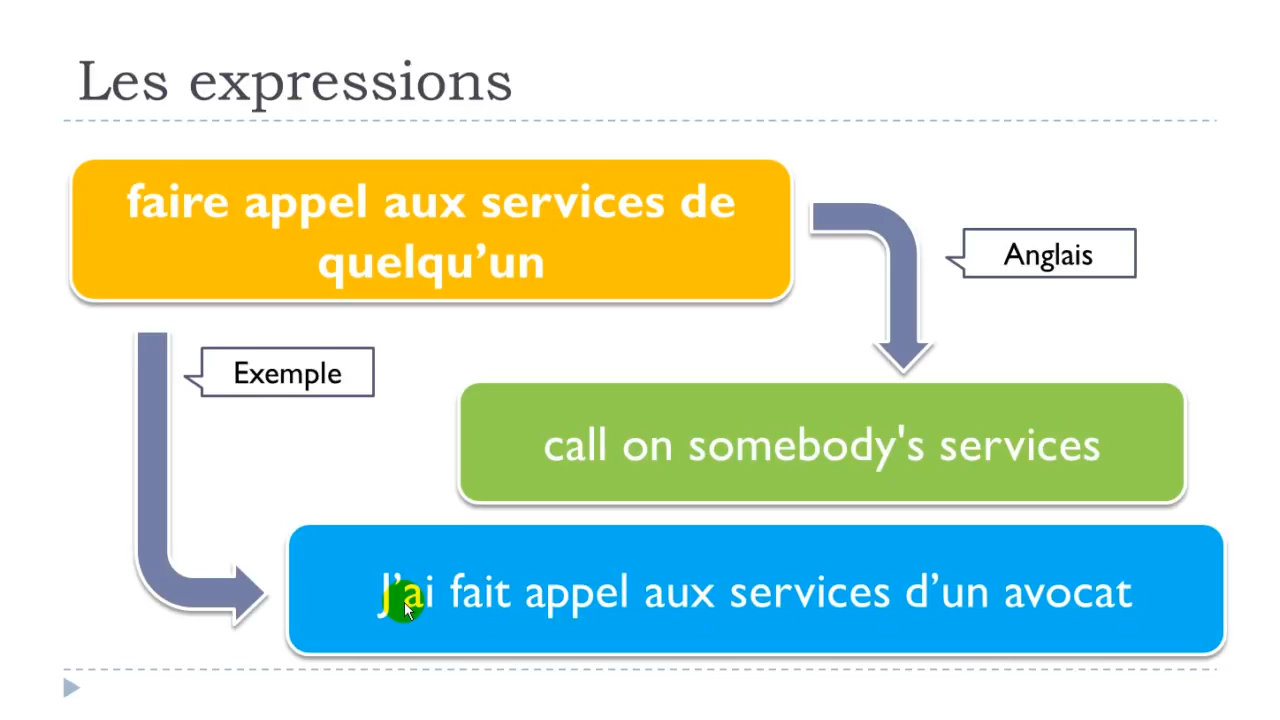 Les expressions
faire appel aux services de
quelqu’un
Anglais
Exemple
call on somebody's services
J’ai fait appel aux services d’un avocat